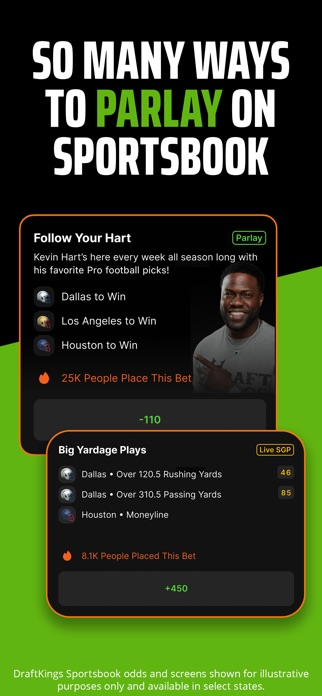 SO MANY WAYS
TO PARLAY ON
SPORTSBOOK
Follow Your Hart
Parlay
Kevin Hart's here every week all season long with
his favorite Pro football picks!
Dallas to Win
Los Angeles to Win
Houston to Win
25K People Place This Bet
-110
Big Yardage Plays
Live SGP
Dallas • Over 120.5 Rushing Yards
46
Dallas • Over 310.5 Passing Yards
85
Houston • Moneyline
8.1K People Placed This Bet
+450
DraftKings Sportsbook odds and screens shown for illustrative
purposes only and available in select states.